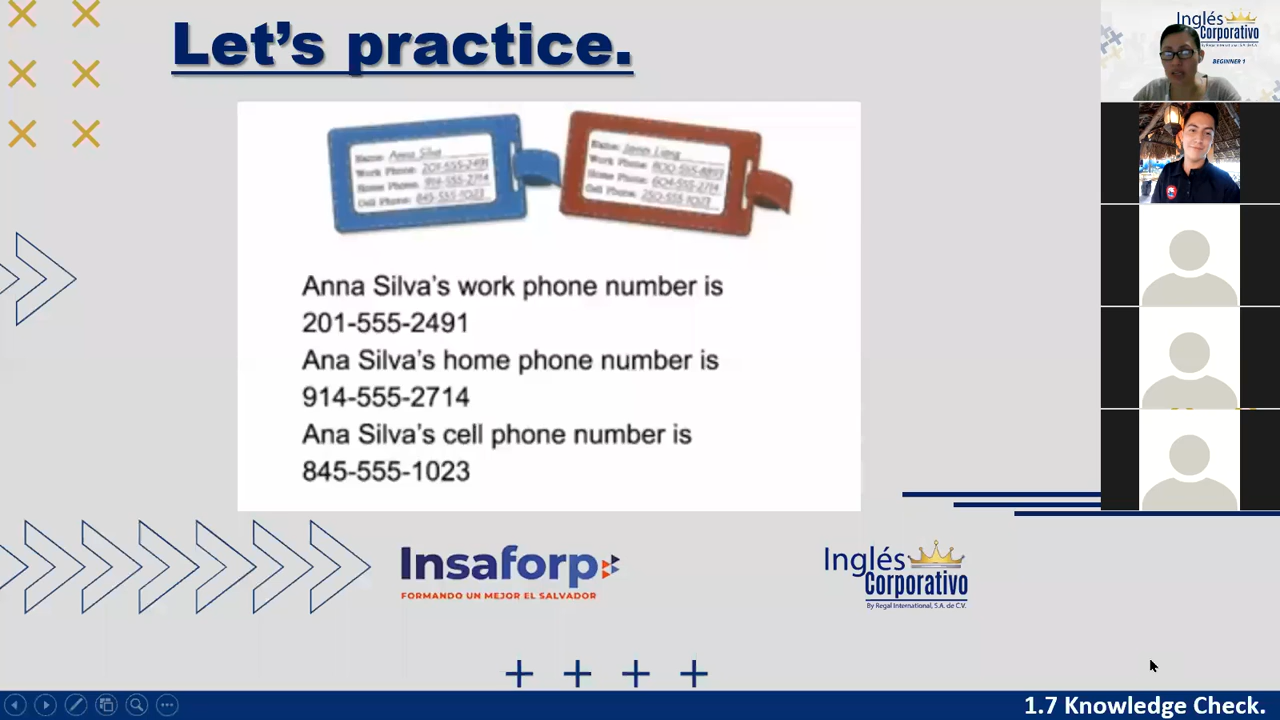 Let's practice.
Name: Anna Silva
Work Phone: 201-555-2491
Home Phone: 914-555-2714
Cell Phone: 845-555-1023
Name:
Work Phone:
Home Phone: 604-555-2714
Cell Phone: 250-555-1023
Anna Silva's work phone number is
201-555-2491
Ana Silva's home phone number is
914-555-2714
Ana Silva's cell phone number is
845-555-1023
Insaforp
FORMANDO UN MEJOR EL SALVADOR
Inglés
Corporativo
By Regal International, S.A. de C.V.
Inglés
Corporativo
BEGINNER 1
1.7 Knowledge Check.